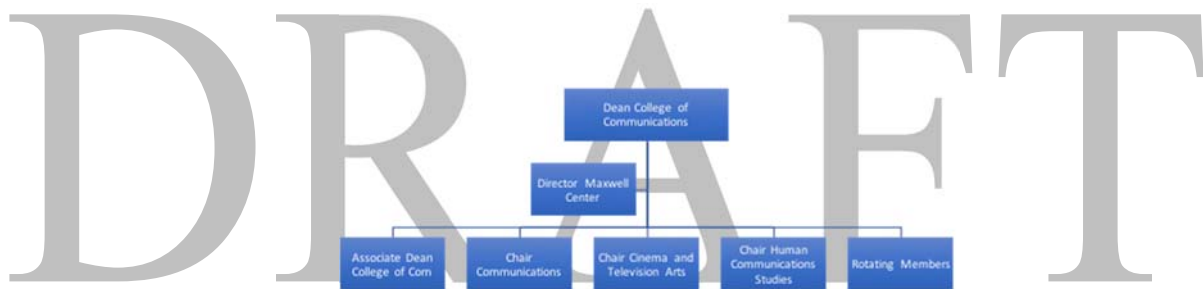 DRAFT
Dean College of
Communications
Director Maxwell
Center
Associate Dean
College of Com
Chair
Communications
Chair Cinema and
Television Arts
Chair Human
Communications
Studies
Rotating Members